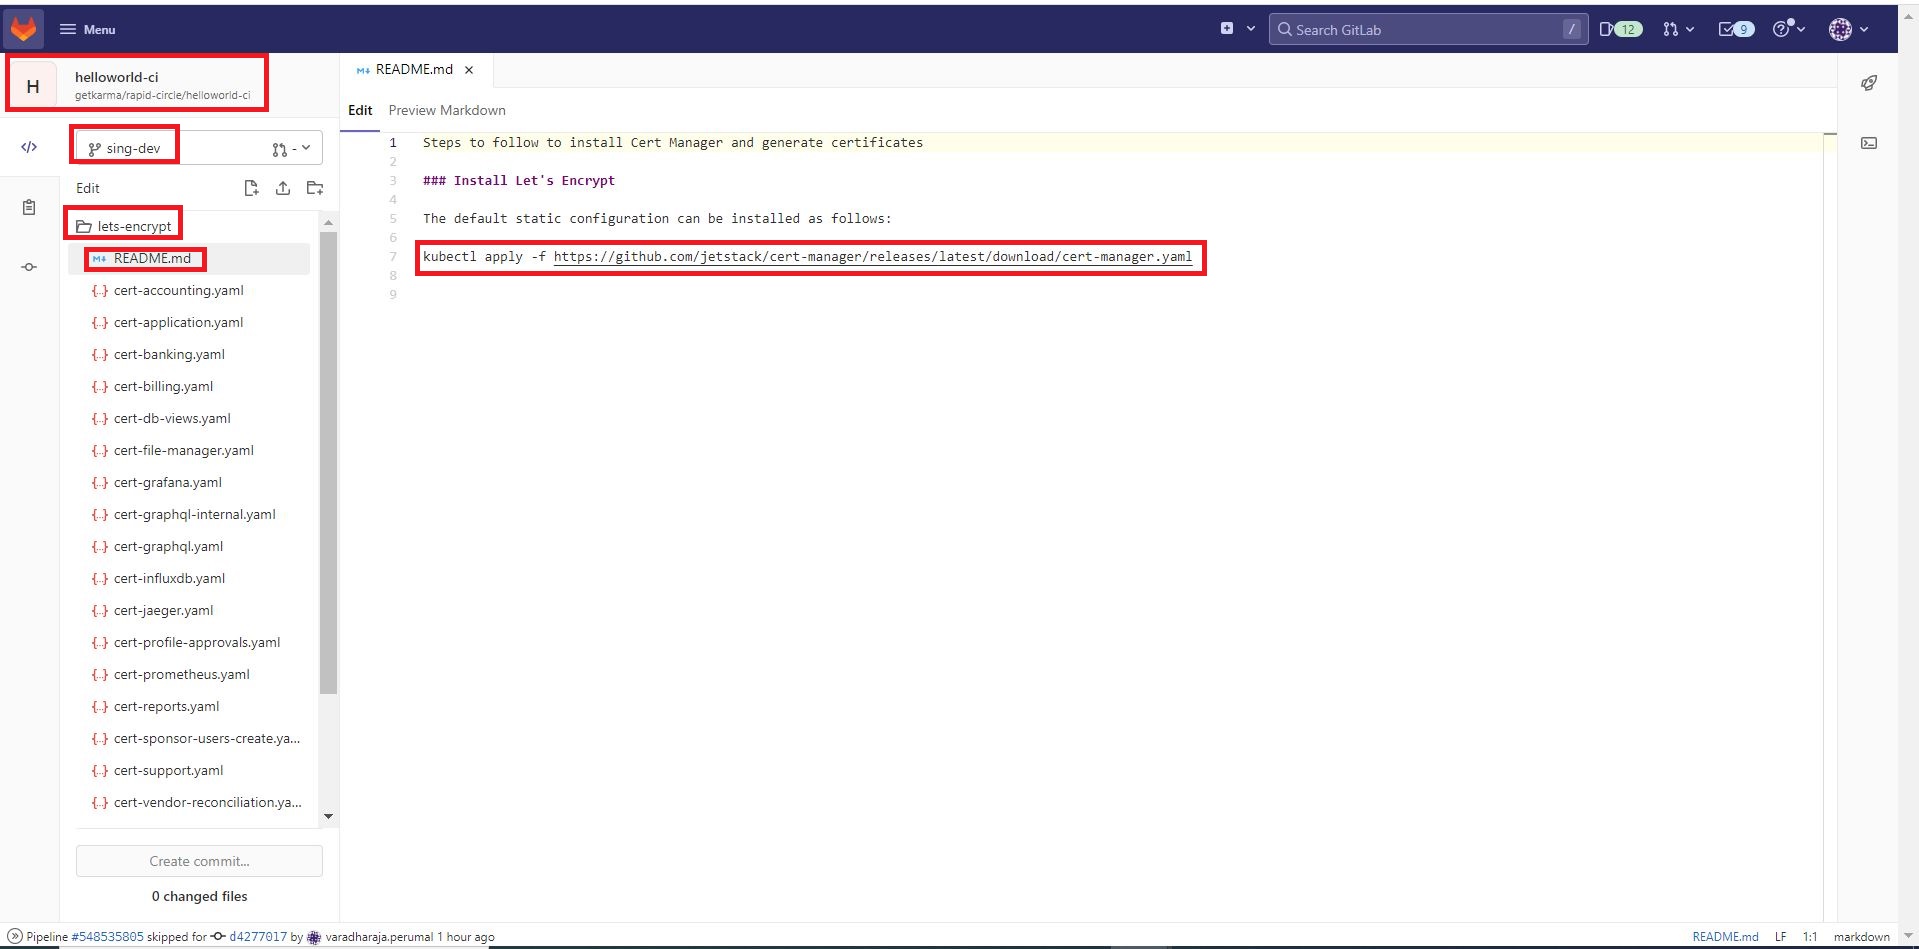 Menu
Search GitLab
/
12
9
H
helloworld-ci
getkarma/rapid-circle/helloworld-ci
README.md
Edit
Preview Markdown
sing-dev
-
Edit
lets-encrypt
README.md
cert-accounting.yaml
cert-application.yaml
cert-banking.yaml
cert-billing.yaml
cert-db-views.yaml
cert-file-manager.yaml
cert-grafana.yaml
cert-graphql-internal.yaml
cert-graphql.yaml
cert-influxdb.yaml
cert-jaeger.yaml
cert-profile-approvals.yaml
cert-prometheus.yaml
cert-reports.yaml
cert-sponsor-users-create.ya...
cert-support.yaml
cert-vendor-reconciliation.ya...
Create commit...
0 changed files
1 Steps to follow to install Cert Manager and generate certificates
2
3 ### Install Let's Encrypt
4
5 The default static configuration can be installed as follows:
6
7 kubectl apply -f https://github.com/jetstack/cert-manager/releases/latest/download/cert-manager.yaml
8
9
Pipeline #548535805 skipped for d4277017 by varadharaja.perumal 1 hour ago
README.md LF 1:1 markdown